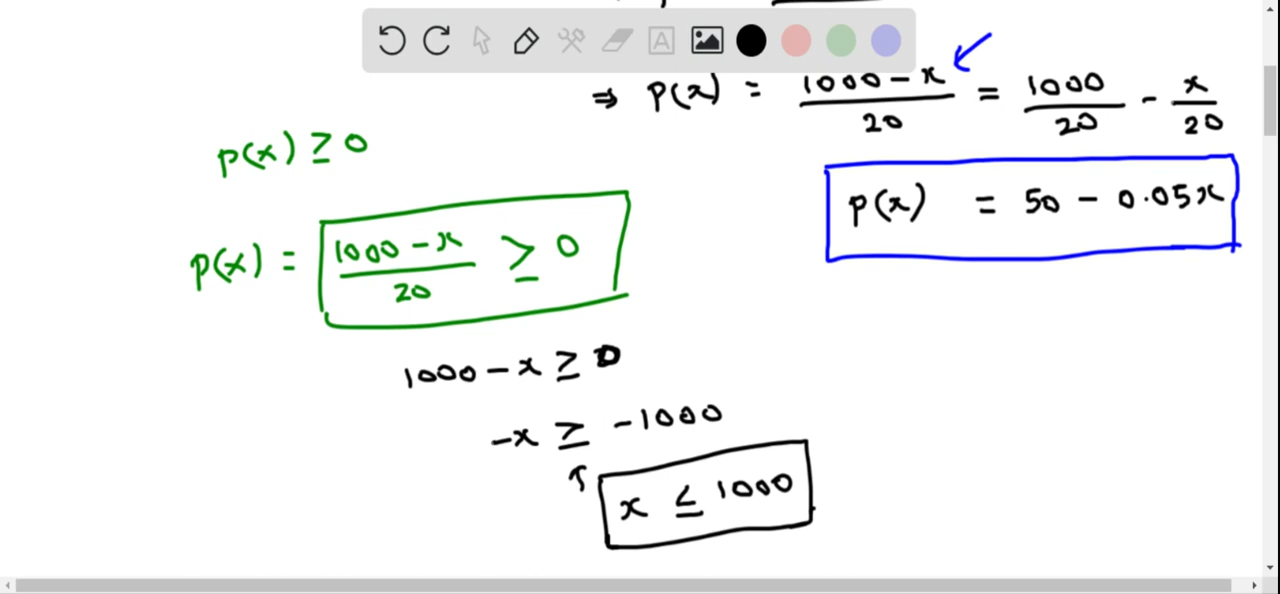 ⇒ P(x) = 1000 - x / 20 = 1000 / 20 - x / 20
P(x) = 50 - 0.05x
P(x) ≥ 0
P(x) = 1000 - x / 20 ≥ 0
1000 - x ≥ 0
-x ≥ -1000
x ≤ 1000